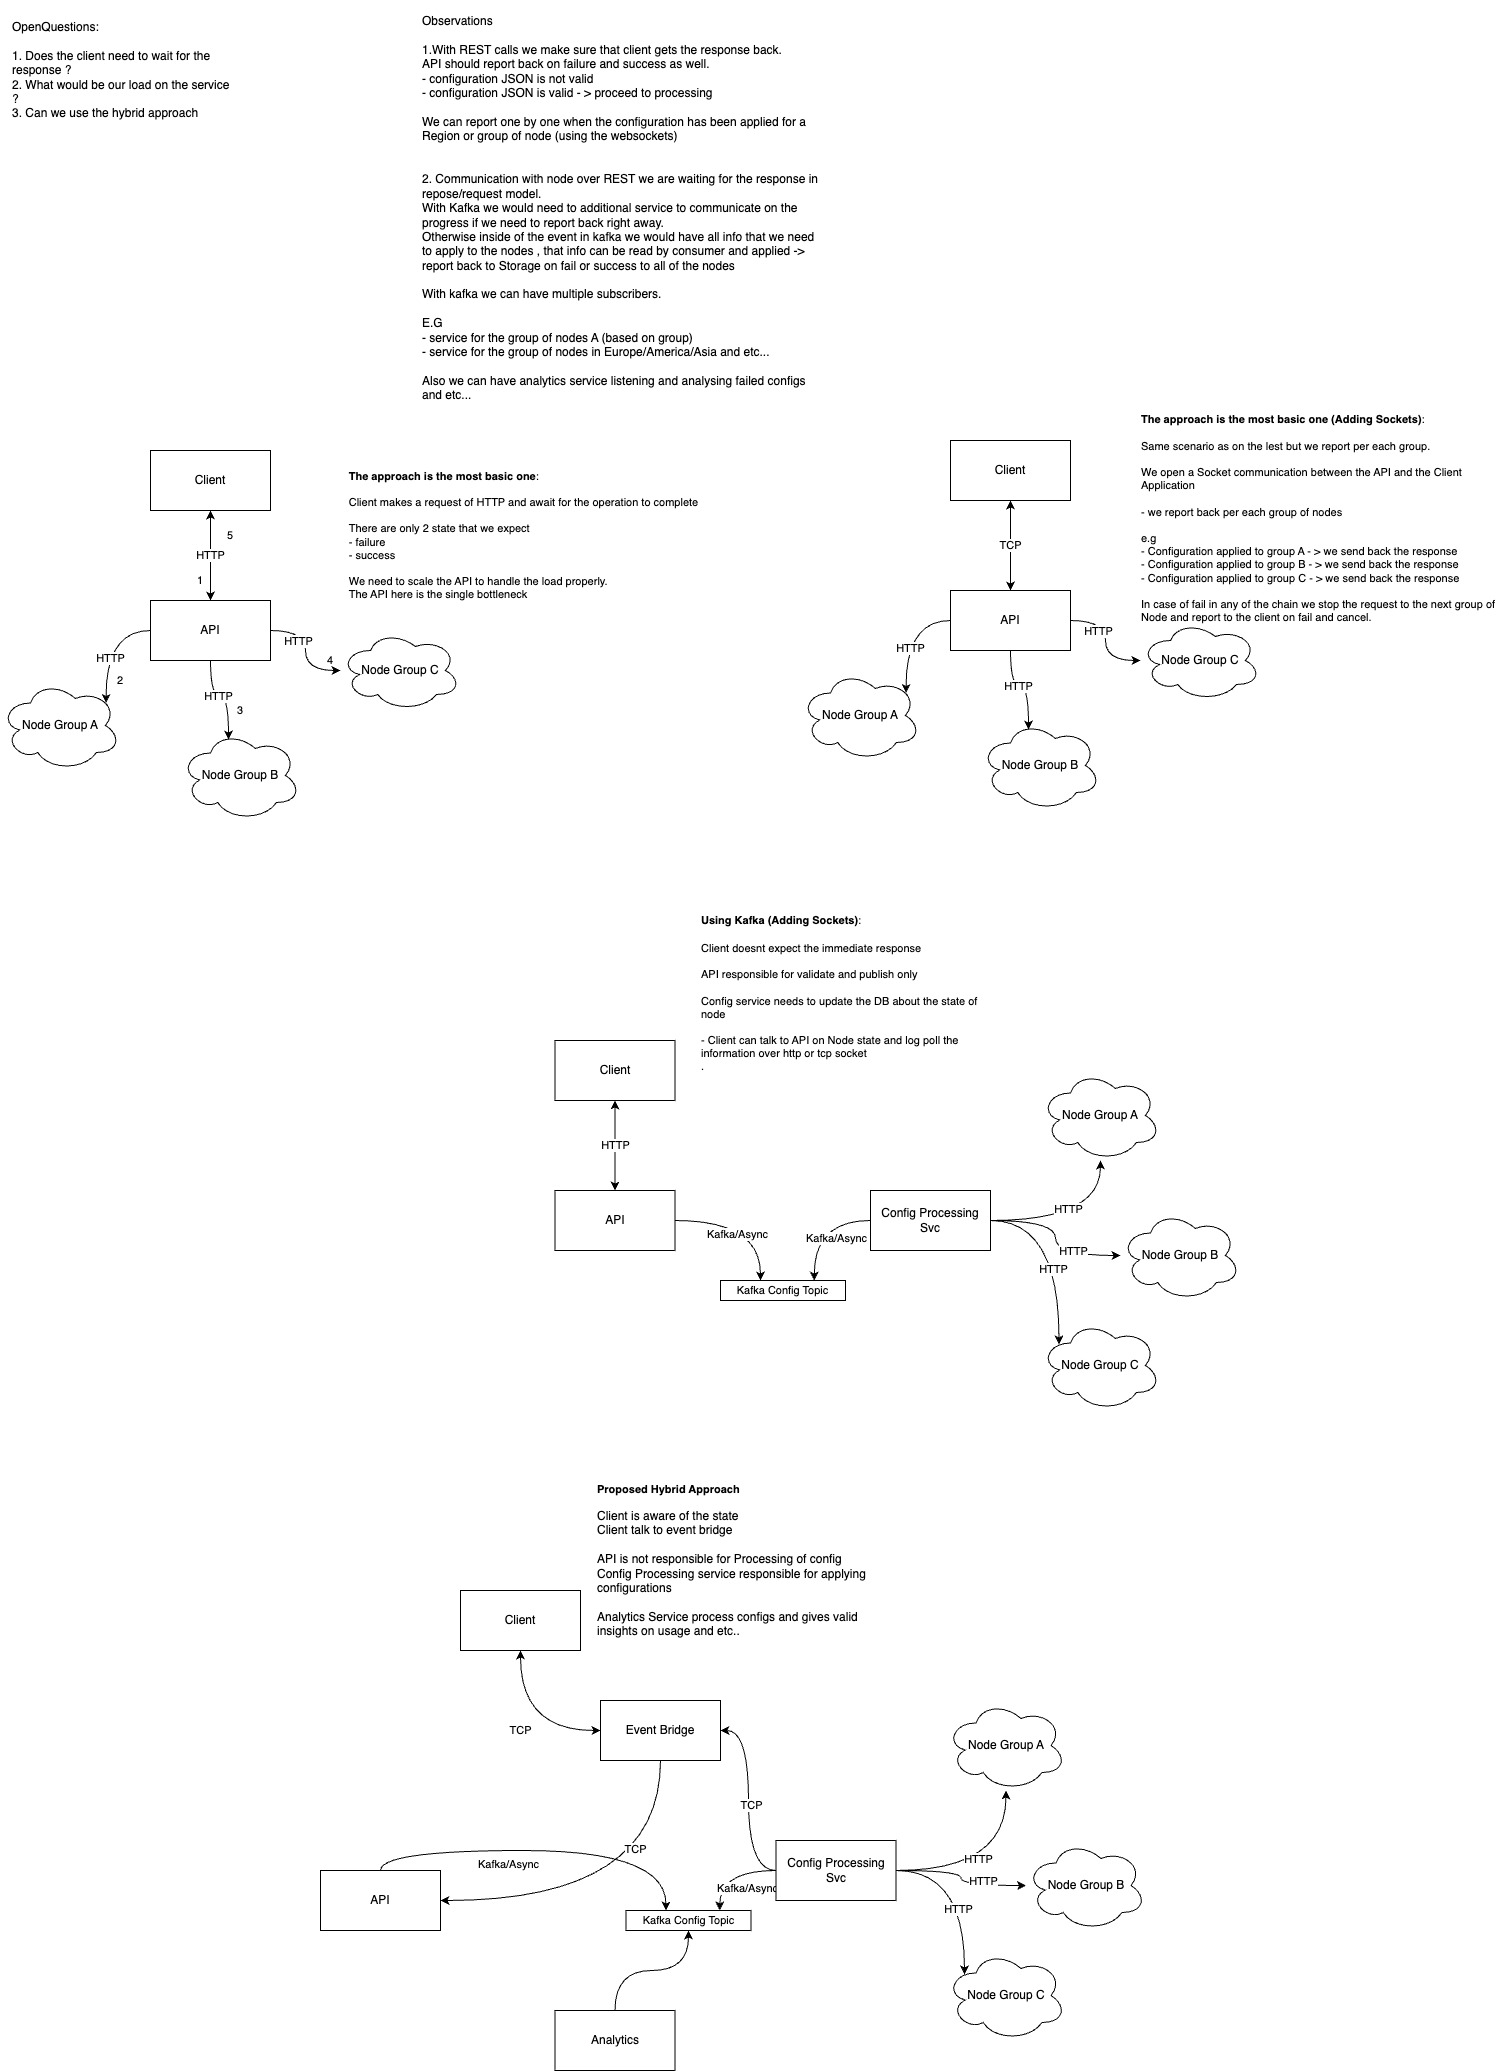 OpenQuestions:
1. Does the client need to wait for the
response ?
2. What would be our load on the service
?
3. Can we use the hybrid approach
Observations
1.With REST calls we make sure that client gets the response back.
API should report back on failure and success as well.
- configuration JSON is not valid
- configuration JSON is valid - > proceed to processing
We can report one by one when the configuration has been applied for a
Region or group of node (using the websockets)
2. Communication with node over REST we are waiting for the response in
repose/request model.
With Kafka we would need to additional service to communicate on the
progress if we need to report back right away.
Otherwise inside of the event in kafka we would have all info that we need
to apply to the nodes , that info can be read by consumer and applied ->
report back to Storage on fail or success to all of the nodes
With kafka we can have multiple subscribers.
E.G
- service for the group of nodes A (based on group)
- service for the group of nodes in Europe/America/Asia and etc...
Also we can have analytics service listening and analysing failed configs
and etc...
Client
5
HTTP
1
API
HTTP
2
HTTP
3
HTTP
4
Node Group A
Node Group B
Node Group C
The approach is the most basic one:
Client makes a request of HTTP and await for the operation to complete
There are only 2 state that we expect
- failure
- success
We need to scale the API to handle the load properly.
The API here is the single bottleneck
Client
TCP
API
HTTP
HTTP
HTTP
Node Group A
Node Group B
Node Group C
The approach is the most basic one (Adding Sockets):
Same scenario as on the lest but we report per each group.
We open a Socket communication between the API and the Client
Application
- we report back per each group of nodes
e.g
- Configuration applied to group A - > we send back the response
- Configuration applied to group B - > we send back the response
- Configuration applied to group C - > we send back the response
In case of fail in any of the chain we stop the request to the next group of
Node and report to the client on fail and cancel.
Using Kafka (Adding Sockets):
Client doesnt expect the immediate response
API responsible for validate and publish only
Config service needs to update the DB about the state of
node
- Client can talk to API on Node state and log poll the
information over http or tcp socket
.
Client
HTTP
API
Kafka/Async
Kafka/Async
Kafka Config Topic
Config Processing
Svc
HTTP
HTTP
HTTP
Node Group A
Node Group B
Node Group C
Proposed Hybrid Approach
Client is aware of the state
Client talk to event bridge
API is not responsible for Processing of config
Config Processing service responsible for applying
configurations
Analytics Service process configs and gives valid
insights on usage and etc..
Client
TCP
Event Bridge
TCP
TCP
Kafka/Async
API
Kafka/Async
Kafka Config Topic
Config Processing
Svc
HTTP
HTTP
HTTP
Node Group A
Node Group B
Node Group C
Analytics